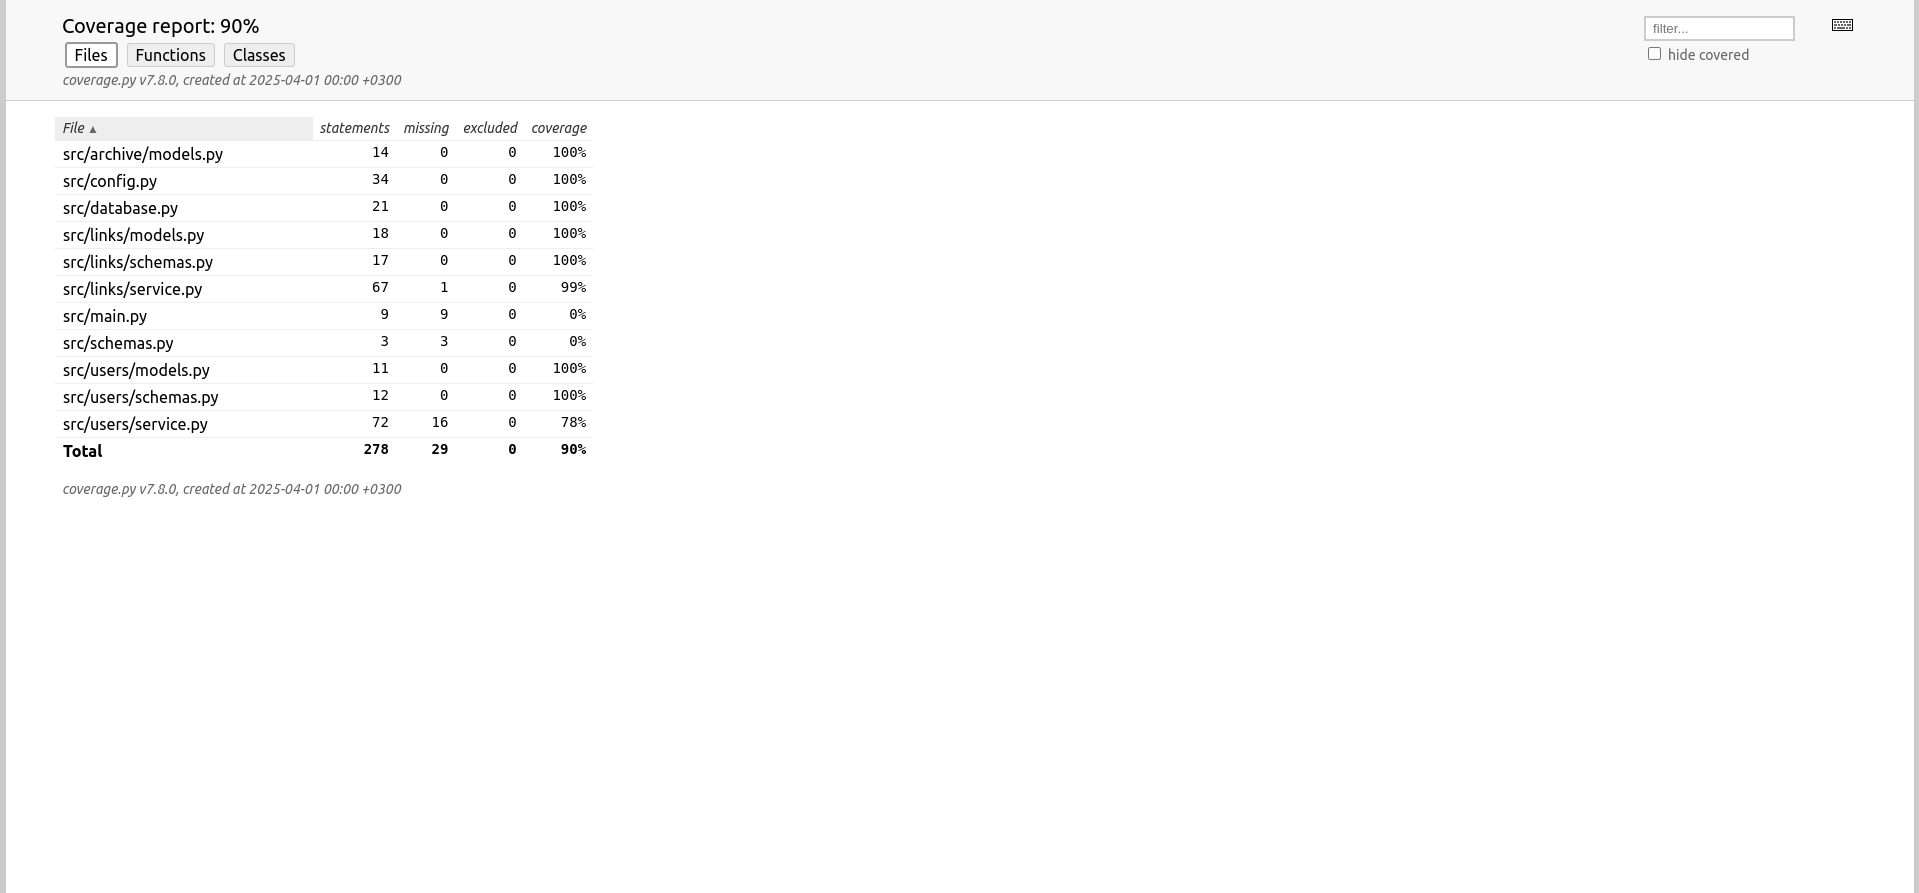 Coverage report: 90%
filter...
Files Functions Classes
hide covered
coverage.py v7.8.0, created at 2025-04-01 00:00 +0300
File ▲ statements missing excluded coverage
src/archive/models.py 14 0 0 100%
src/config.py 34 0 0 100%
src/database.py 21 0 0 100%
src/links/models.py 18 0 0 100%
src/links/schemas.py 17 0 0 100%
src/links/service.py 67 1 0 99%
src/main.py 9 9 0 0%
src/schemas.py 3 3 0 0%
src/users/models.py 11 0 0 100%
src/users/schemas.py 12 0 0 100%
src/users/service.py 72 16 0 78%
Total 278 29 0 90%
coverage.py v7.8.0, created at 2025-04-01 00:00 +0300